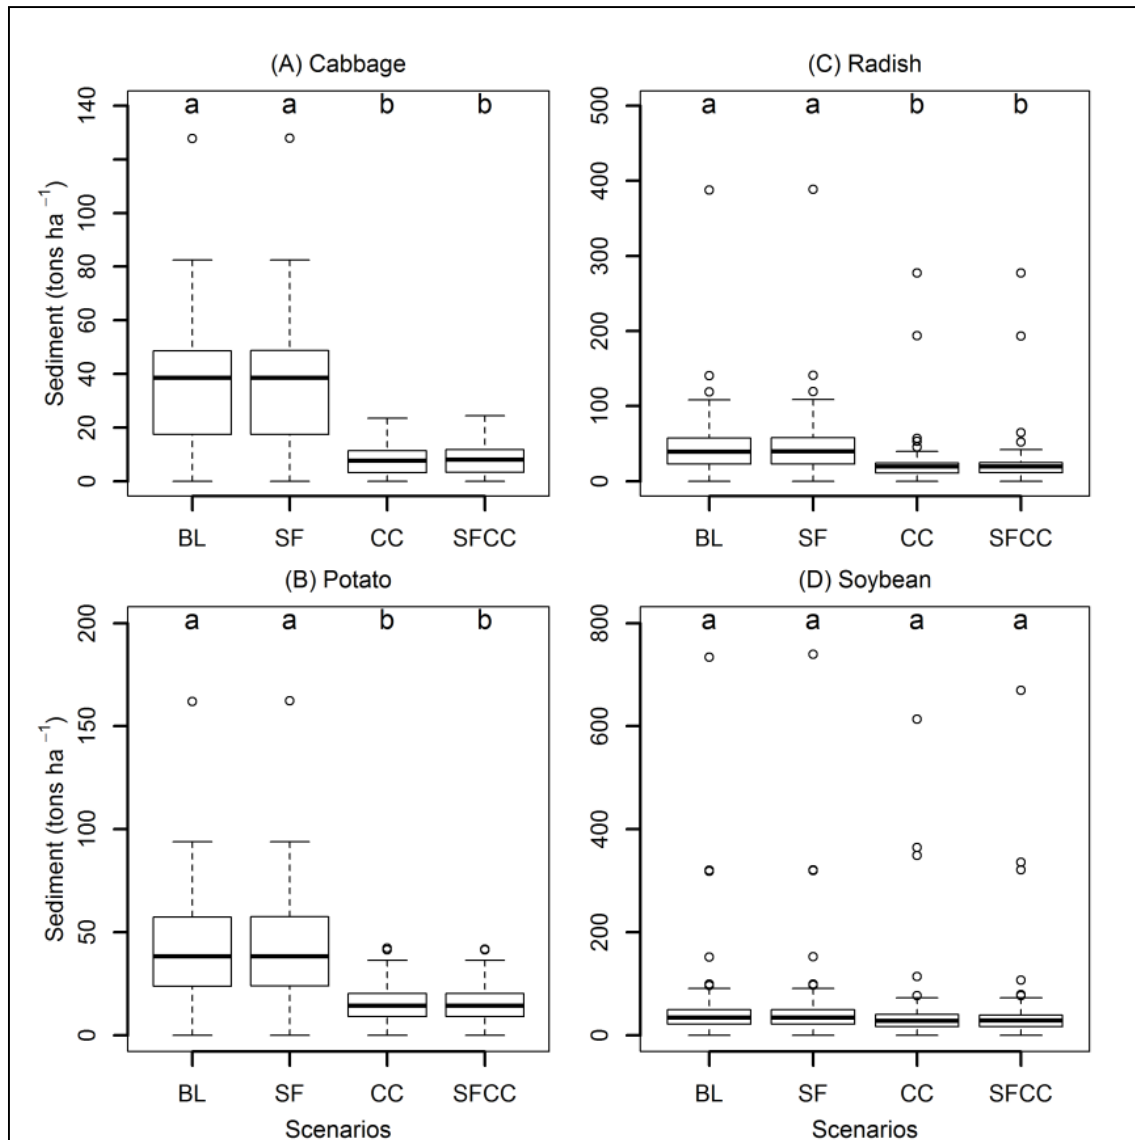 (A) Cabbage
a a b b
140
100
80
60
40
20
0
Sediment (tons ha⁻¹)
BL SF CC SFCC
(C) Radish
a a b b
500
400
300
200
100
0
BL SF CC SFCC
(B) Potato
a a b b
200
150
100
50
0
Sediment (tons ha⁻¹)
BL SF CC SFCC
Scenarios
(D) Soybean
a a a a
800
600
400
200
0
BL SF CC SFCC
Scenarios